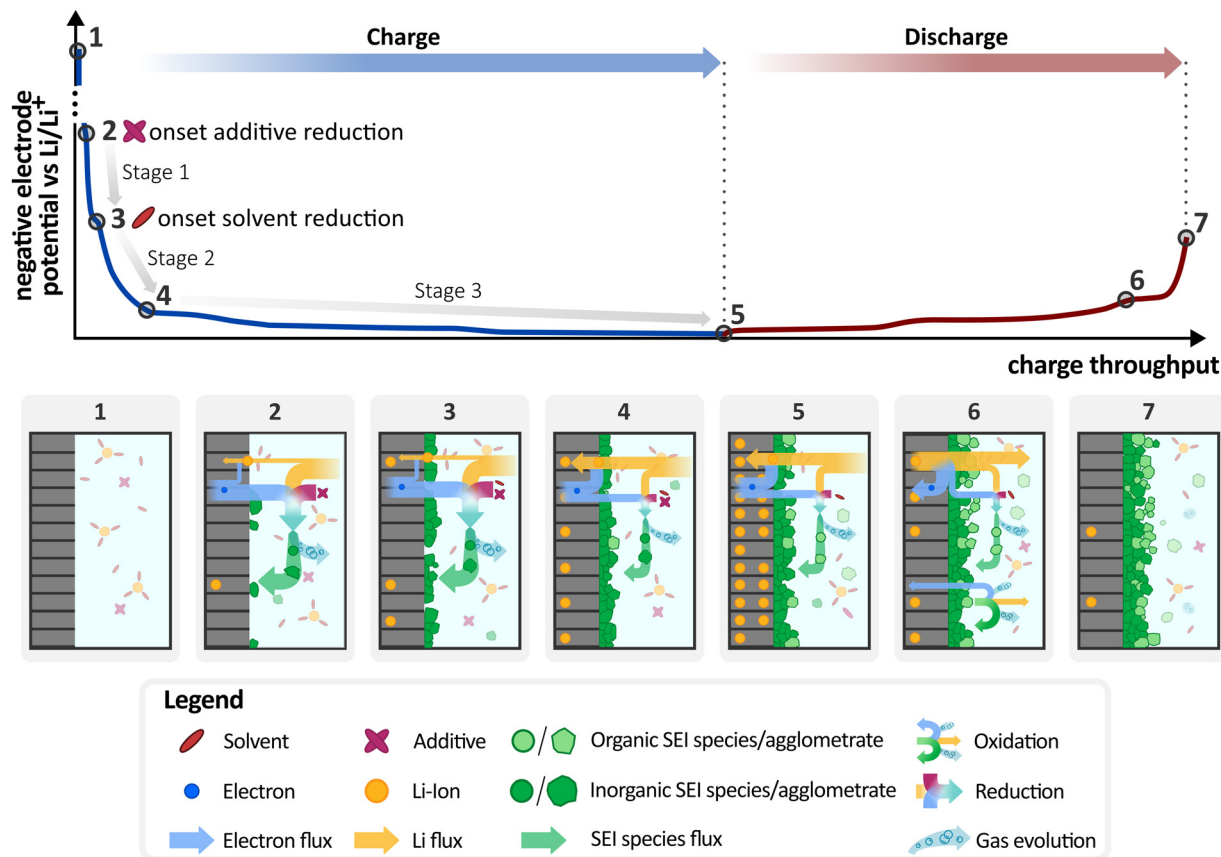 1
Charge
Discharge
negative electrode
potential vs Li/Li+
2 onset additive reduction
Stage 1
3 onset solvent reduction
Stage 2
4
Stage 3
5
6
7
charge throughput
1 2 3 4 5 6 7
Legend
Solvent
Additive
/ Organic SEI species/agglometrate
Oxidation
Electron
Li-Ion
/ Inorganic SEI species/agglometrate
Reduction
Electron flux
Li flux
SEI species flux
Gas evolution